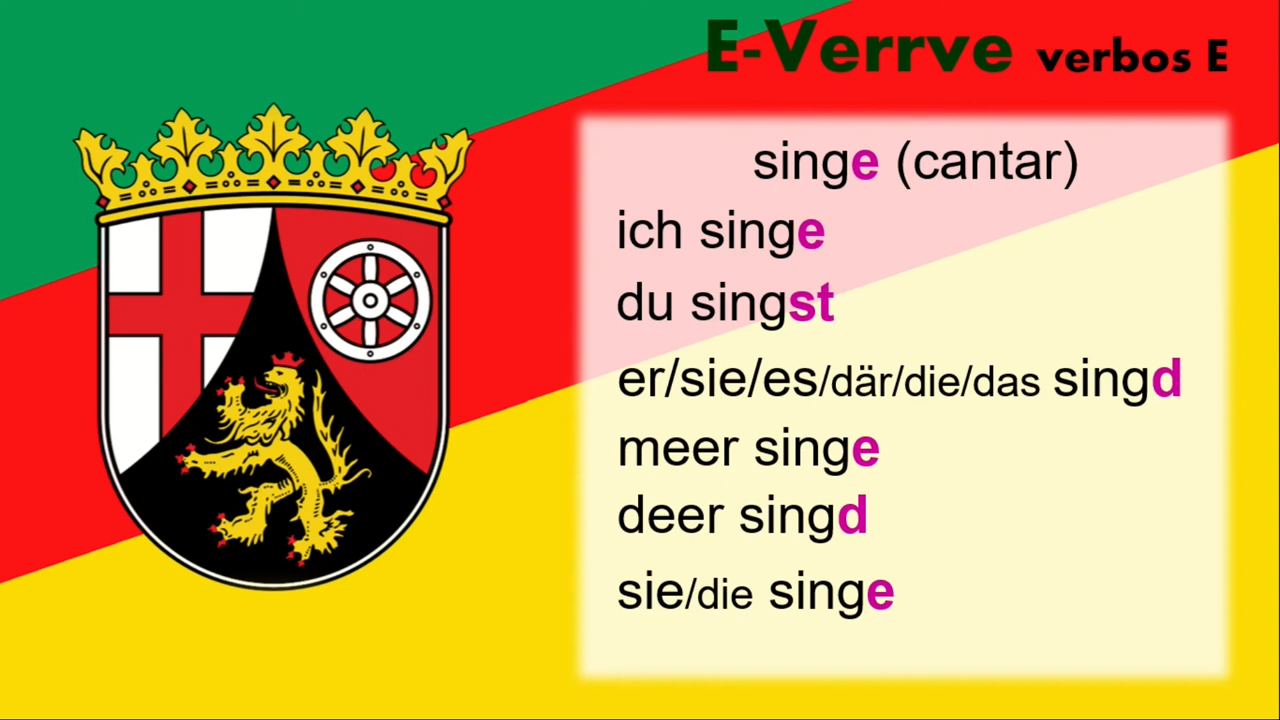 E-Verrve verbos E
singe (cantar)
ich singe
du singst
er/sie/es/där/die/das singd
meer singe
deer singd
sie/die singe